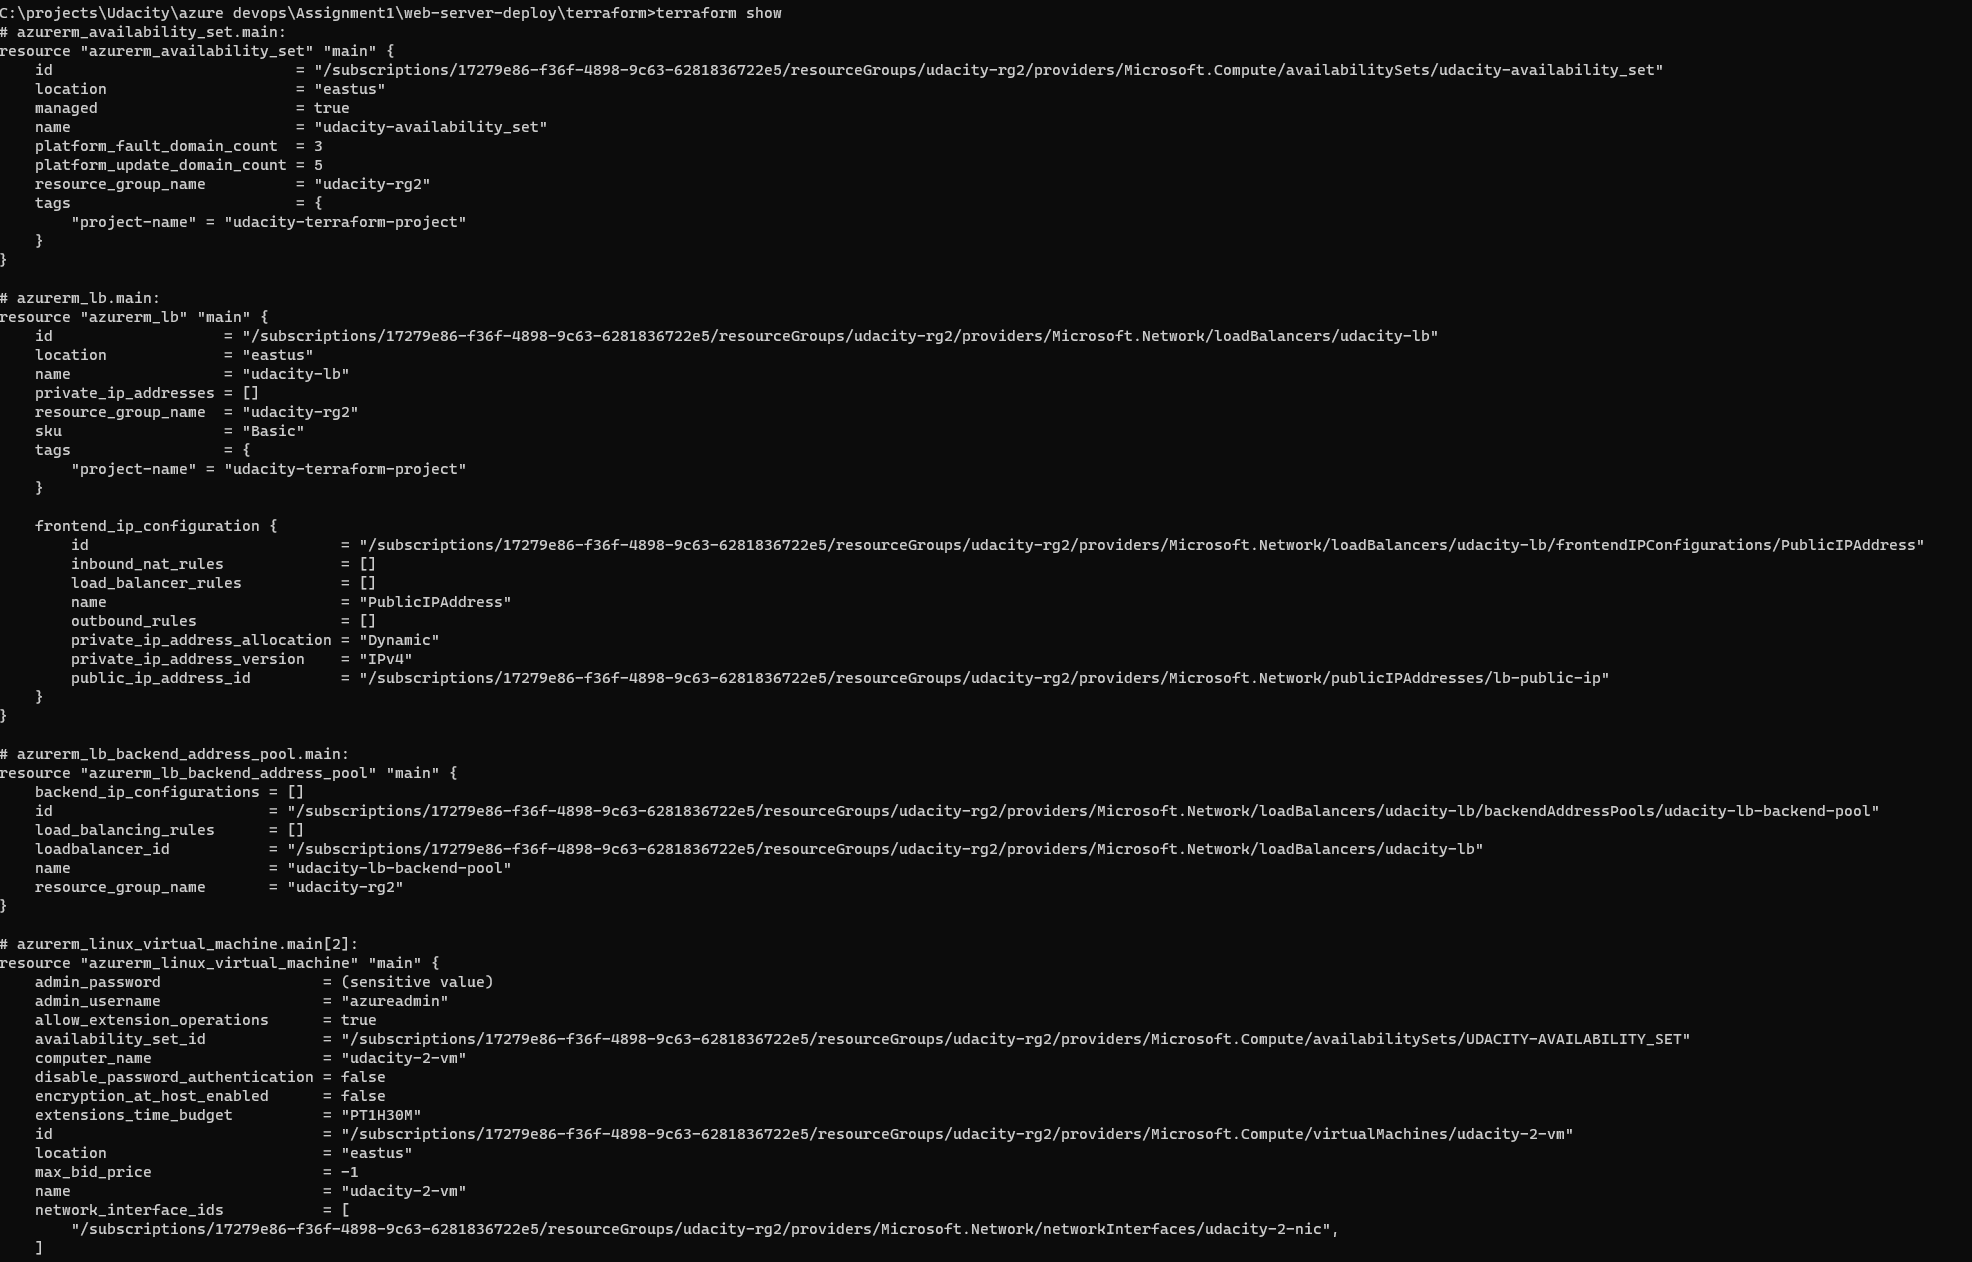 C:\projects\Udacity\azure devops\Assignment1\web-server-deploy\terraform>terraform show
# azurerm_availability_set.main:
resource "azurerm_availability_set" "main" {
    id                           = "/subscriptions/17279e86-f36f-4898-9c63-6281836722e5/resourceGroups/udacity-rg2/providers/Microsoft.Compute/availabilitySets/udacity-availability_set"
    location                     = "eastus"
    managed                      = true
    name                         = "udacity-availability_set"
    platform_fault_domain_count  = 3
    platform_update_domain_count = 5
    resource_group_name          = "udacity-rg2"
    tags                         = {
        "project-name" = "udacity-terraform-project"
    }
}

# azurerm_lb.main:
resource "azurerm_lb" "main" {
    id                   = "/subscriptions/17279e86-f36f-4898-9c63-6281836722e5/resourceGroups/udacity-rg2/providers/Microsoft.Network/loadBalancers/udacity-lb"
    location             = "eastus"
    name                 = "udacity-lb"
    private_ip_addresses = []
    resource_group_name  = "udacity-rg2"
    sku                  = "Basic"
    tags                 = {
        "project-name" = "udacity-terraform-project"
    }

    frontend_ip_configuration {
        id                            = "/subscriptions/17279e86-f36f-4898-9c63-6281836722e5/resourceGroups/udacity-rg2/providers/Microsoft.Network/loadBalancers/udacity-lb/frontendIPConfigurations/PublicIPAddress"
        inbound_nat_rules             = []
        load_balancer_rules           = []
        name                          = "PublicIPAddress"
        outbound_rules                = []
        private_ip_address_allocation = "Dynamic"
        private_ip_address_version    = "IPv4"
        public_ip_address_id          = "/subscriptions/17279e86-f36f-4898-9c63-6281836722e5/resourceGroups/udacity-rg2/providers/Microsoft.Network/publicIPAddresses/lb-public-ip"
    }
}

# azurerm_lb_backend_address_pool.main:
resource "azurerm_lb_backend_address_pool" "main" {
    backend_ip_configurations = []
    id                        = "/subscriptions/17279e86-f36f-4898-9c63-6281836722e5/resourceGroups/udacity-rg2/providers/Microsoft.Network/loadBalancers/udacity-lb/backendAddressPools/udacity-lb-backend-pool"
    load_balancing_rules      = []
    loadbalancer_id           = "/subscriptions/17279e86-f36f-4898-9c63-6281836722e5/resourceGroups/udacity-rg2/providers/Microsoft.Network/loadBalancers/udacity-lb"
    name                      = "udacity-lb-backend-pool"
    resource_group_name       = "udacity-rg2"
}

# azurerm_linux_virtual_machine.main[2]:
resource "azurerm_linux_virtual_machine" "main" {
    admin_password                  = (sensitive value)
    admin_username                  = "azureadmin"
    allow_extension_operations      = true
    availability_set_id             = "/subscriptions/17279e86-f36f-4898-9c63-6281836722e5/resourceGroups/udacity-rg2/providers/Microsoft.Compute/availabilitySets/UDACITY-AVAILABILITY_SET"
    computer_name                   = "udacity-2-vm"
    disable_password_authentication = false
    encryption_at_host_enabled      = false
    extensions_time_budget          = "PT1H30M"
    id                              = "/subscriptions/17279e86-f36f-4898-9c63-6281836722e5/resourceGroups/udacity-rg2/providers/Microsoft.Compute/virtualMachines/udacity-2-vm"
    location                        = "eastus"
    max_bid_price                   = -1
    name                            = "udacity-2-vm"
    network_interface_ids           = [
        "/subscriptions/17279e86-f36f-4898-9c63-6281836722e5/resourceGroups/udacity-rg2/providers/Microsoft.Network/networkInterfaces/udacity-2-nic",
    ]